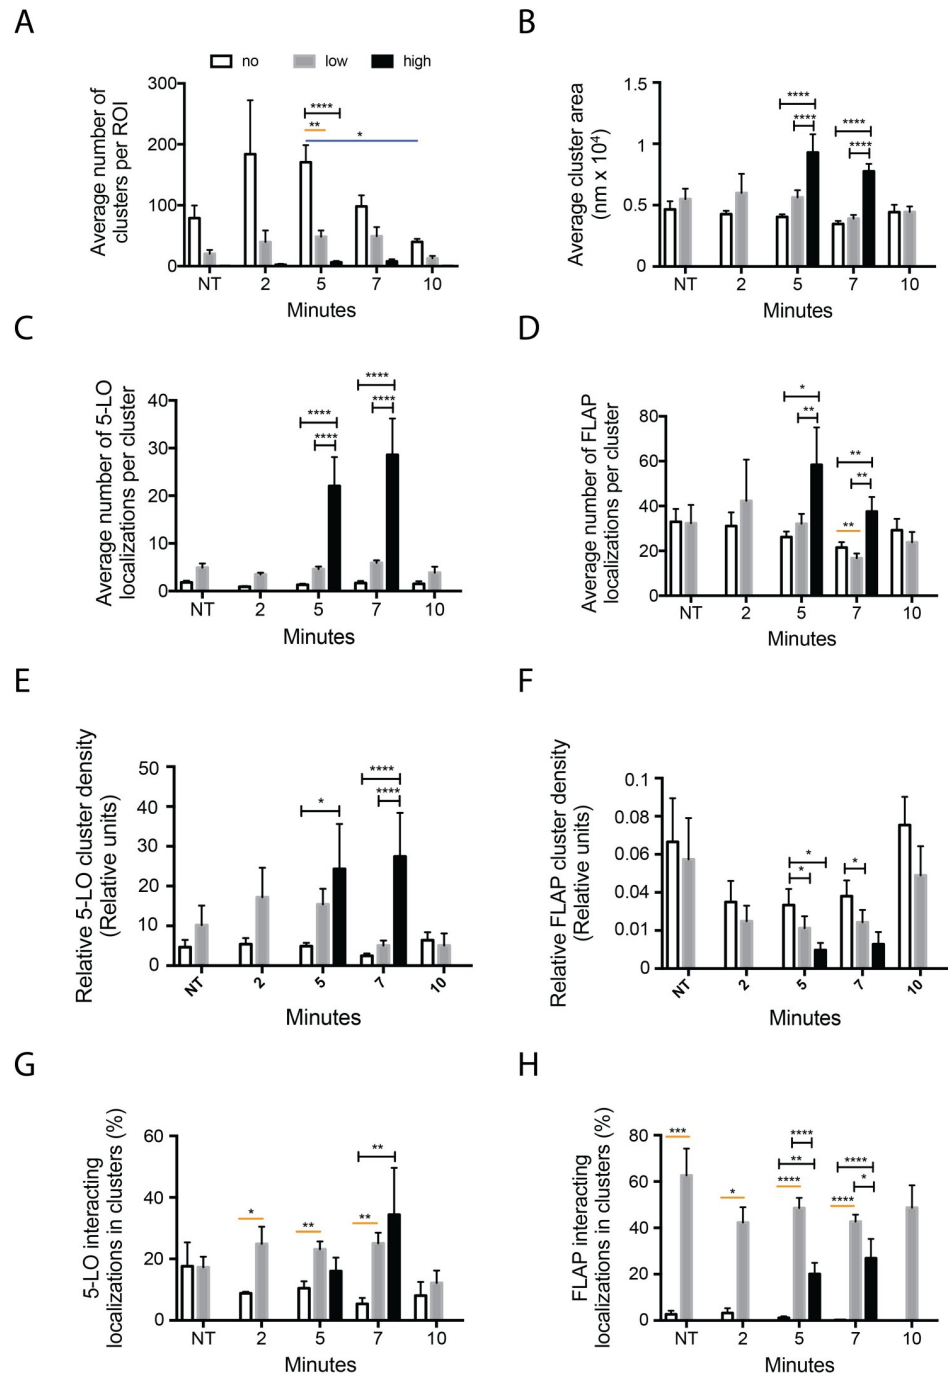 A
no
low
high
Average number of
clusters per ROI
300
200
100
0
****
**
*
NT
2
5
7
10
Minutes
B
Average cluster area
(nm x 10⁴)
1.5
1
0.5
0
****
****
****
****
NT
2
5
7
10
Minutes
C
Average number of 5-LO
localizations per cluster
40
30
20
10
0
****
****
****
****
NT
2
5
7
10
Minutes
D
Average number of FLAP
localizations per cluster
80
60
40
20
0
*
**
**
**
**
NT
2
5
7
10
Minutes
E
Relative 5-LO cluster density
(Relative units)
50
40
30
20
10
0
*
****
****
NT
2
5
7
10
Minutes
F
Relative FLAP cluster density
(Relative units)
0.1
0.08
0.06
0.04
0.01
0
*
*
*
NT
2
5
7
10
Minutes
G
5-LO interacting
localizations in clusters (%)
60
40
20
0
*
**
**
**
NT
2
5
7
10
Minutes
H
FLAP interacting
localizations in clusters (%)
80
60
40
20
0
***
*
****
**
****
****
*
****
NT
2
5
7
10
Minutes